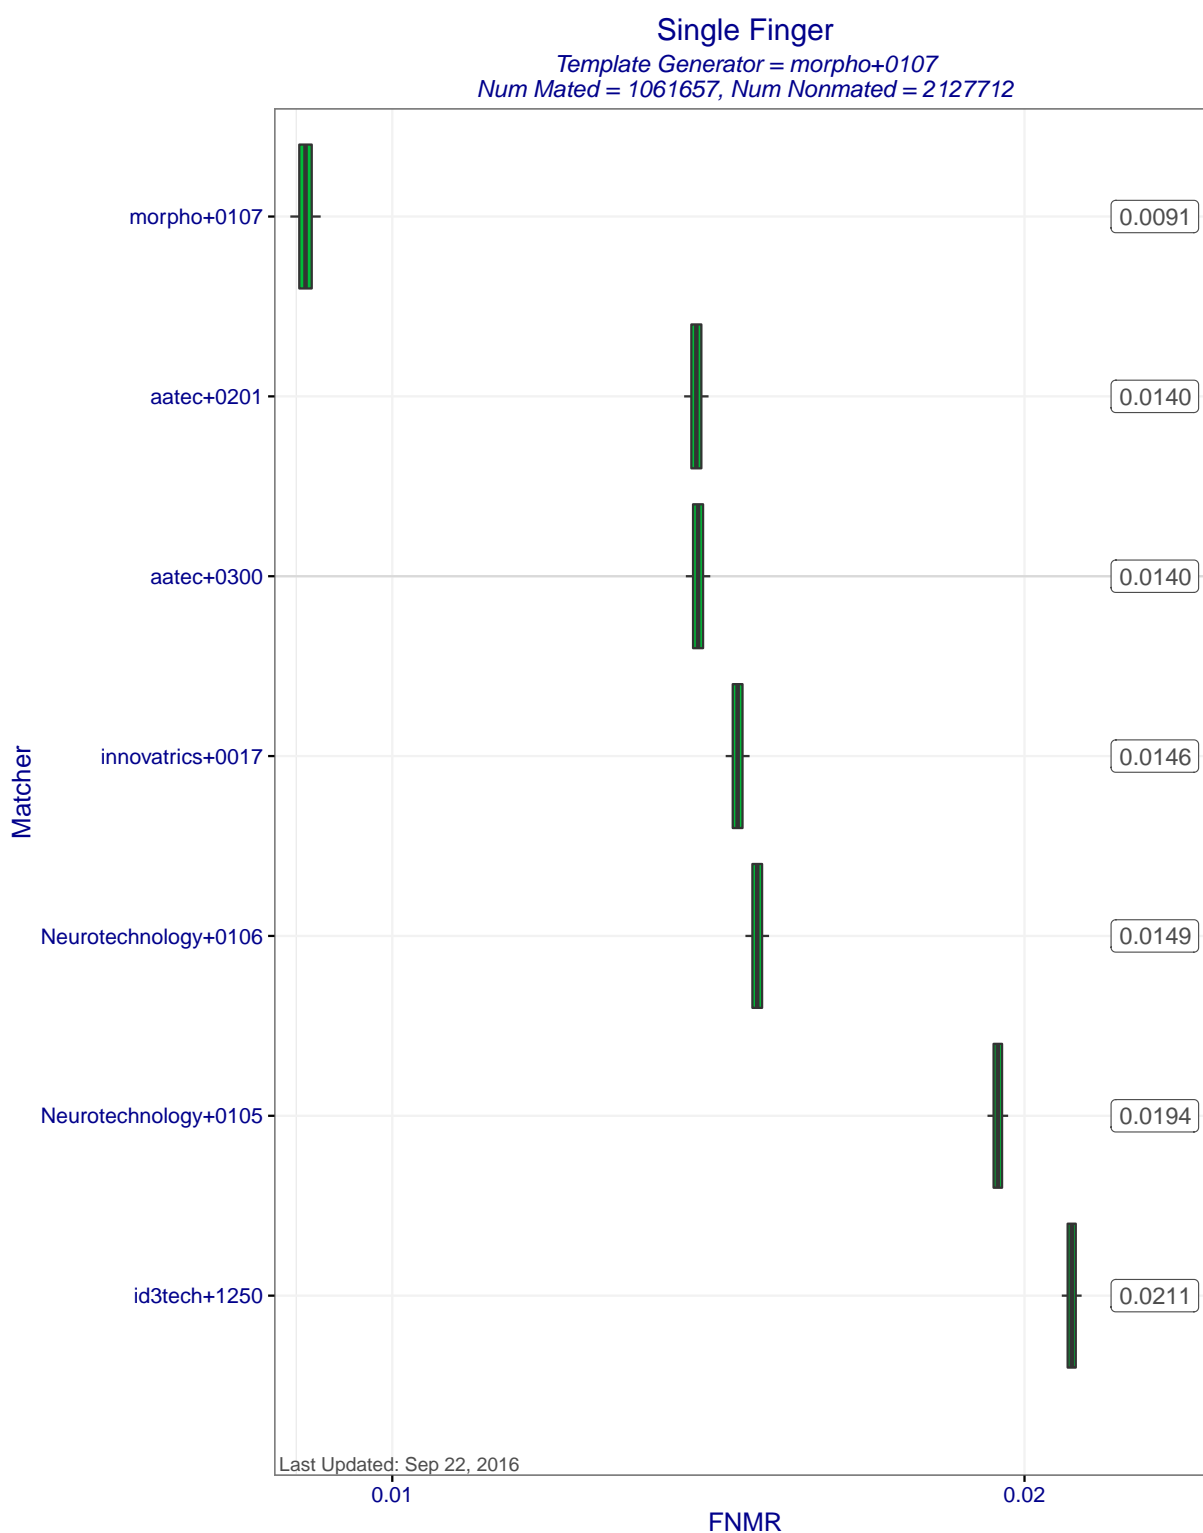 Single Finger
Template Generator = morpho+0107
Num Mated = 1061657, Num Nonmated = 2127712
morpho+0107
0.0091
aatec+0201
0.0140
aatec+0300
0.0140
innovatrics+0017
0.0146
Matcher
Neurotechnology+0106
0.0149
Neurotechnology+0105
0.0194
id3tech+1250
0.0211
Last Updated: Sep 22, 2016
0.01
0.02
FNMR